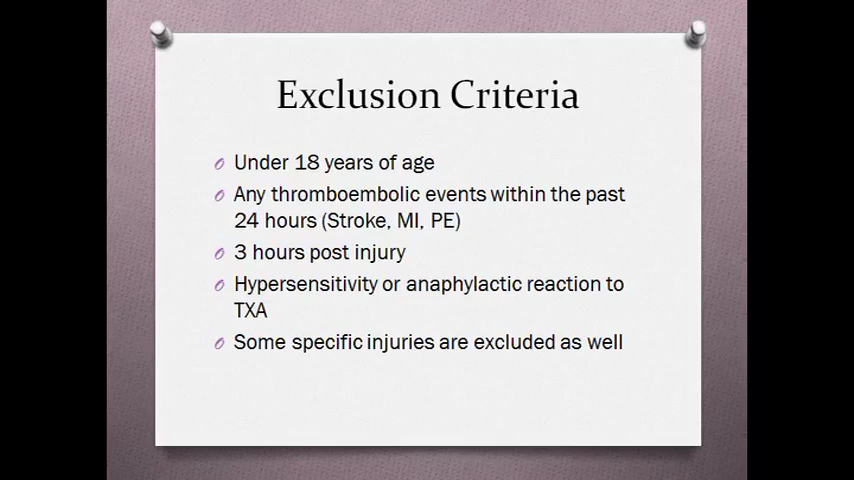 Exclusion Criteria
Under 18 years of age
Any thromboembolic events within the past
24 hours (Stroke, MI, PE)
3 hours post injury
Hypersensitivity or anaphylactic reaction to
TXA
Some specific injuries are excluded as well